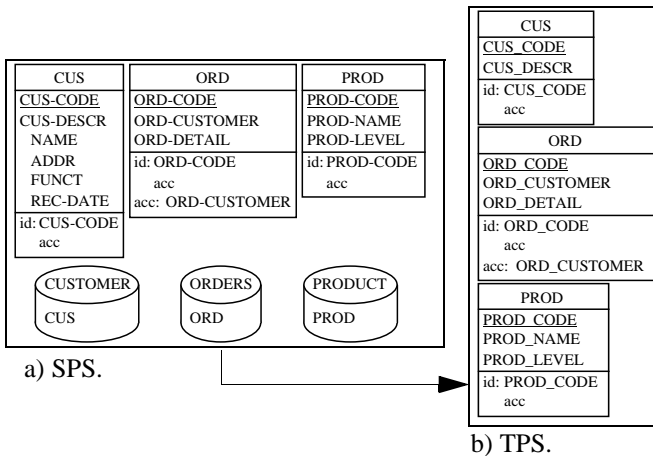 CUS
CUS-CODE
CUS-DESCR
NAME
ADDR
FUNCT
REC-DATE
id: CUS-CODE
acc
ORD
ORD-CODE
ORD-CUSTOMER
ORD-DETAIL
id: ORD-CODE
acc
acc: ORD-CUSTOMER
PROD
PROD-CODE
PROD-NAME
PROD-LEVEL
id: PROD-CODE
acc
CUSTOMER
CUS
ORDERS
ORD
PRODUCT
PROD
a) SPS.
CUS
CUS_CODE
CUS_DESCR
id: CUS_CODE
acc
ORD
ORD_CODE
ORD_CUSTOMER
ORD_DETAIL
id: ORD_CODE
acc
acc: ORD_CUSTOMER
PROD
PROD_CODE
PROD_NAME
PROD_LEVEL
id: PROD_CODE
acc
b) TPS.